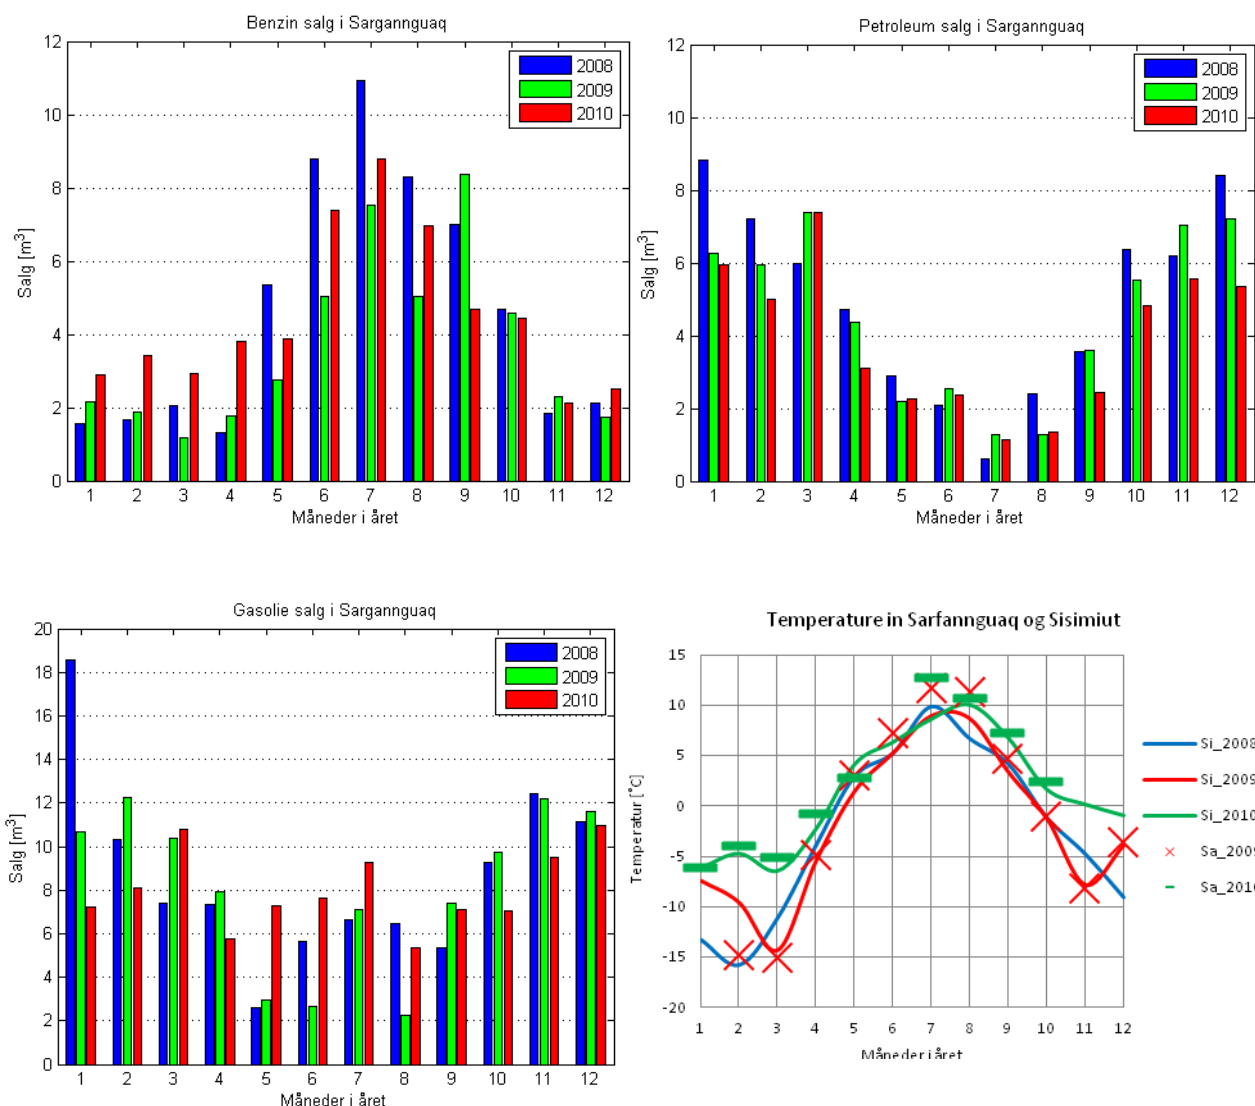 Benzin salg i Sargannguaq
12
10
8
6
4
2
0
Salg [m³]
2008
2009
2010
1 2 3 4 5 6 7 8 9 10 11 12
Måneder i året
Petroleum salg i Sargannguaq
12
10
8
6
4
2
0
Salg [m³]
2008
2009
2010
1 2 3 4 5 6 7 8 9 10 11 12
Måneder i året
Gasolie salg i Sargannguaq
20
18
16
14
12
10
8
6
4
2
0
Salg [m³]
2008
2009
2010
1 2 3 4 5 6 7 8 9 10 11 12
Måneder i året
Temperature in Sarfannguaq og Sisimiut
15
10
5
0
-5
-10
-15
-20
Temperatur [˚C]
Si_2008
Si_2009
Si_2010
Sa_2009
Sa_2010
1 2 3 4 5 6 7 8 9 10 11 12
Måneder i året